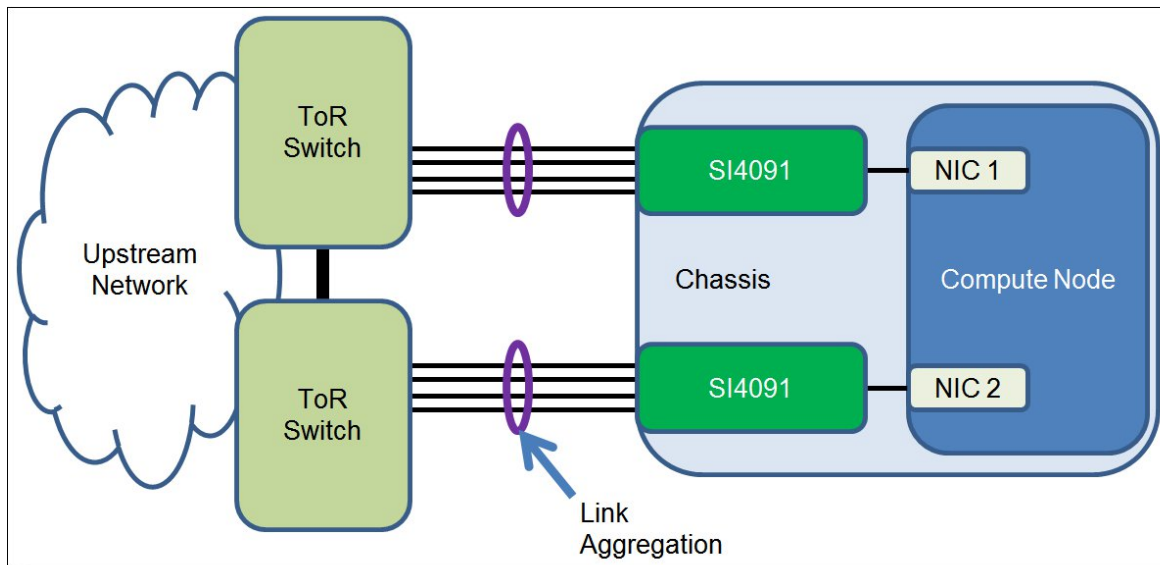 ToR
Switch
SI4091
NIC 1
Upstream
Network
Chassis
Compute Node
ToR
Switch
SI4091
NIC 2
Link
Aggregation